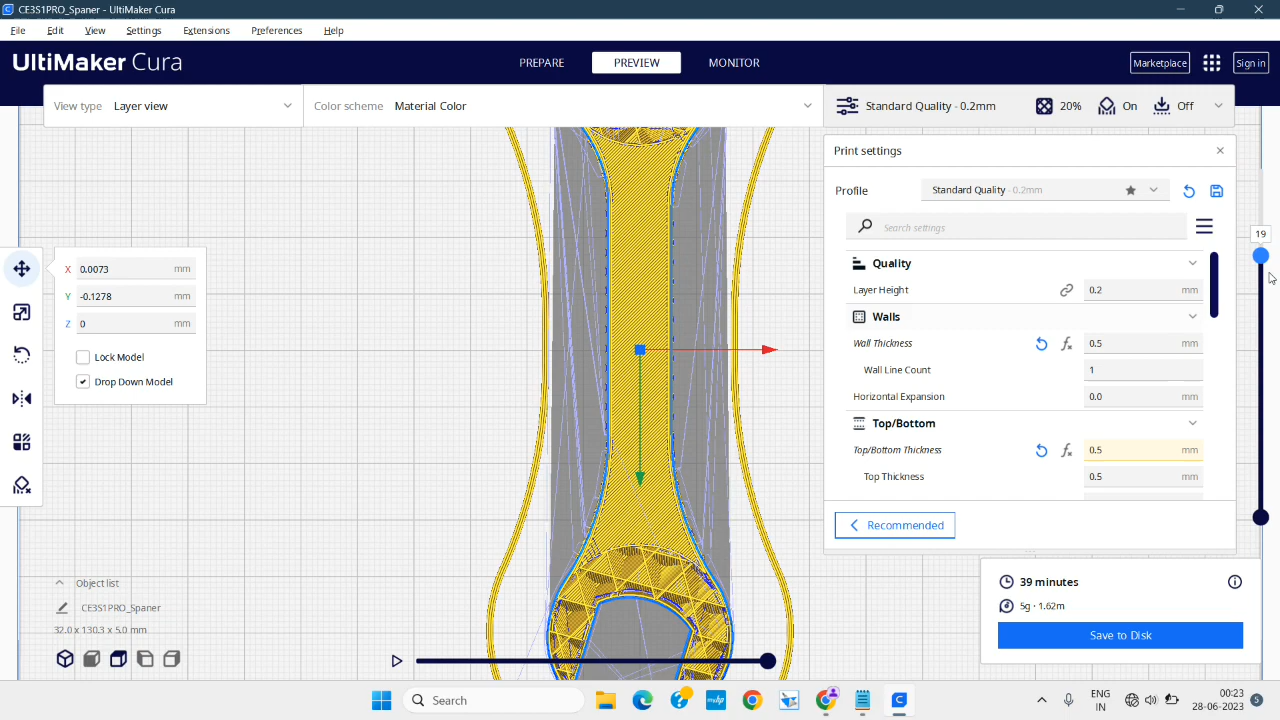 CE3S1PRO_Spaner - UltiMaker Cura
File Edit View Settings Extensions Preferences Help
UltiMaker Cura
PREPARE PREVIEW MONITOR
Marketplace Sign in
View type Layer view
Color scheme Material Color
Standard Quality - 0.2mm 20% On Off
Print settings
Profile Standard Quality - 0.2mm
Search settings
Quality
Layer Height 0.2 mm
Walls
Wall Thickness 0.5 mm
Wall Line Count 1
Horizontal Expansion 0.0 mm
Top/Bottom
Top/Bottom Thickness 0.5 mm
Top Thickness 0.5 mm
Recommended
19
X 0.0073 mm
Y -0.1278 mm
Z 0 mm
Lock Model
Drop Down Model
Object list
CE3S1PRO_Spaner
32.0 x 130.3 x 5.0 mm
39 minutes
5g · 1.62m
Save to Disk
Search
myhp
ENG
IN
00:23
28-06-2023
5